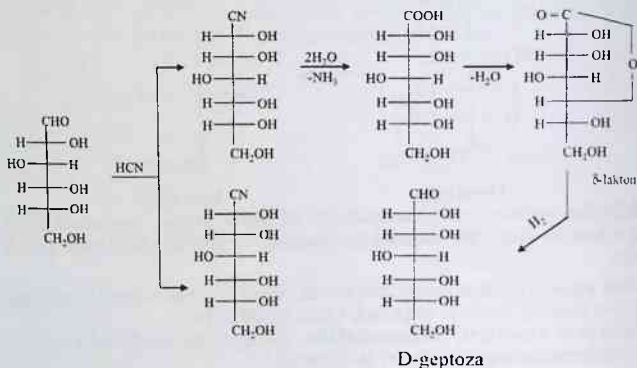 CHO
H OH
HO H
H OH
H OH
CH₂OH
HCN
CN
H OH
H OH
HO H
H OH
H OH
CH₂OH
2H₂O
-NH₃
COOH
H OH
H OH
HO H
H OH
H OH
CH₂OH
-H₂O
O = C
H OH
H OH
HO H
O
H
H OH
CH₂OH
δ-lakton
H₂
CN
H OH
H OH
HO H
H OH
H OH
CH₂OH
CHO
H OH
H OH
HO H
H OH
H OH
CH₂OH
D-geptoza